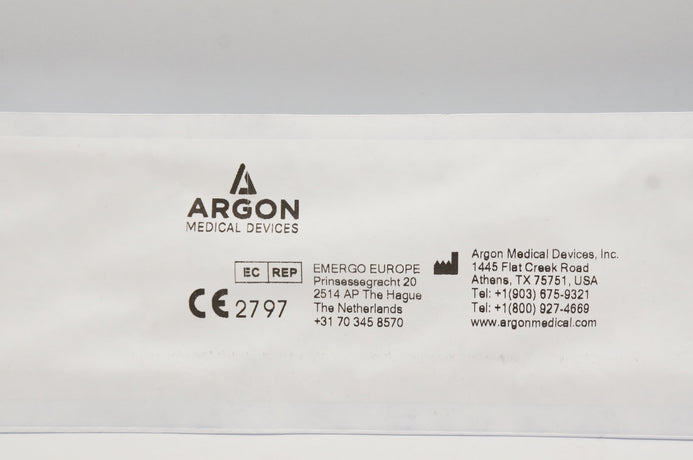 ARGON
MEDICAL DEVICES
EC REP
EMERGO EUROPE
Prinsessegracht 20
2514 AP The Hague
The Netherlands
+31 70 345 8570
CE 2797
Argon Medical Devices, Inc.
1445 Flat Creek Road
Athens, TX 75751, USA
Tel: +1(903) 675-9321
Tel: +1(800) 927-4669
www.argonmedical.com